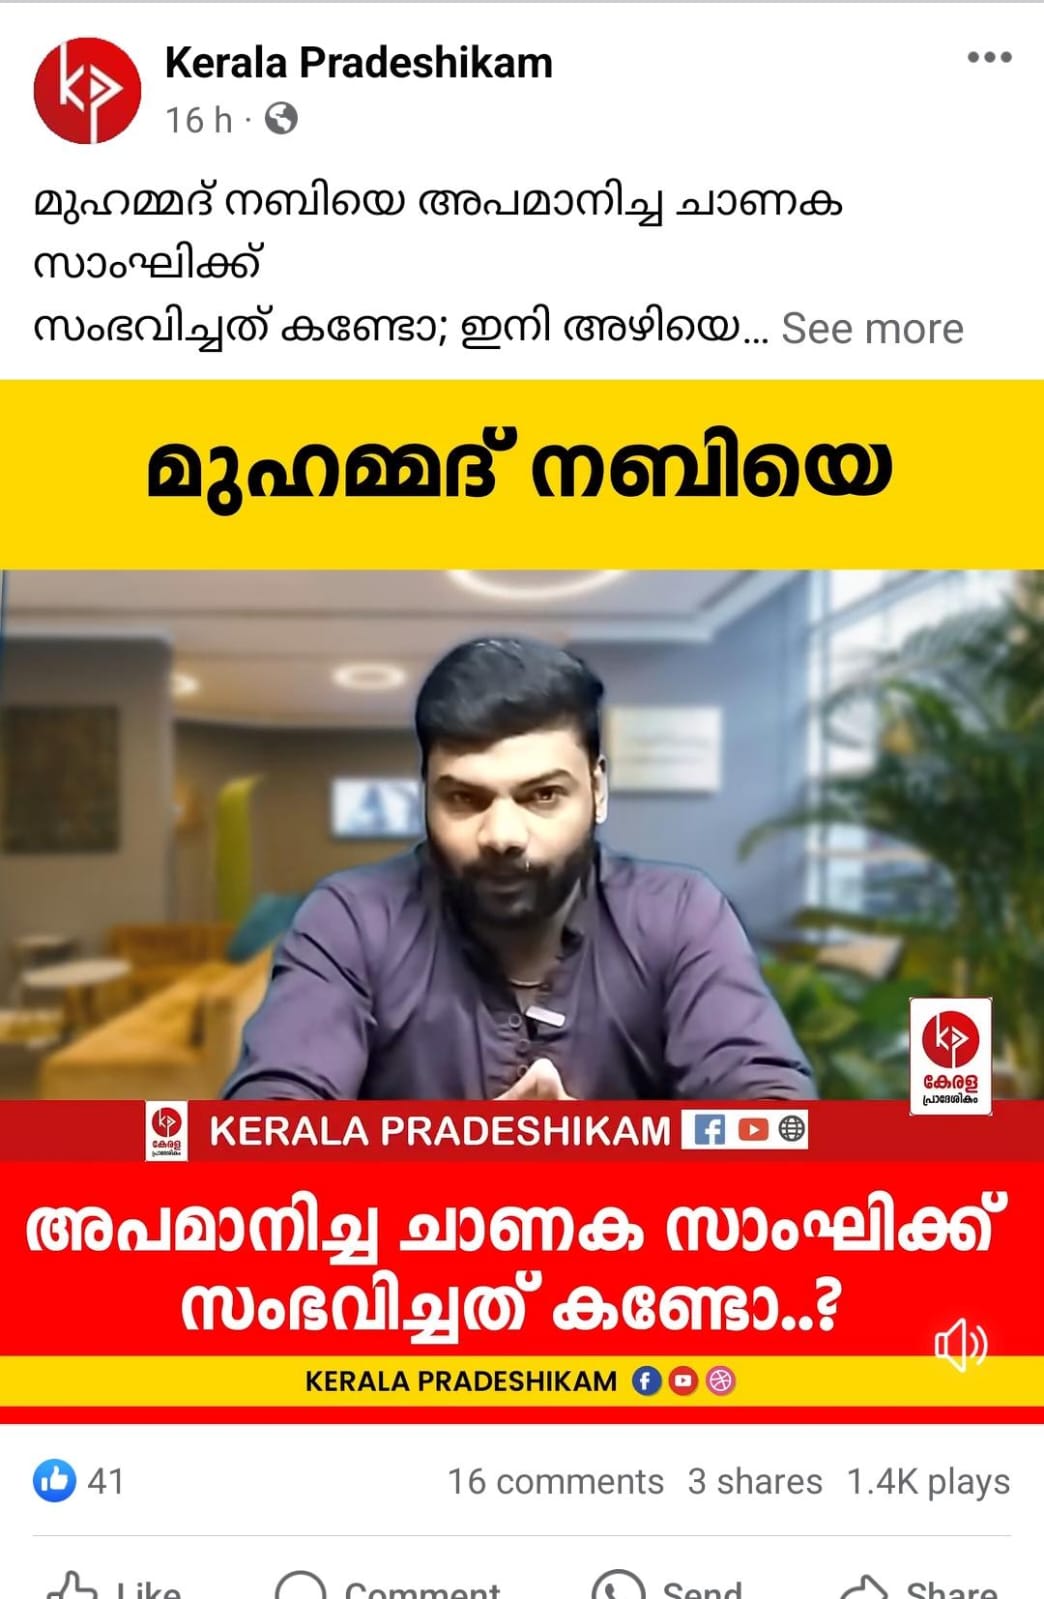 Kerala Pradeshikam
16 h ·
മുഹമ്മദ് നബിയെ അപമാനിച്ച ചാണക
സാംഘിക്ക്
സംഭവിച്ചത് കണ്ടോ; ഇനി അഴിയെ... See more
മുഹമ്മദ് നബിയെ
കേരള
പ്രാദേശികം
കേരള
പ്രാദേശികം
KERALA PRADESHIKAM
അപമാനിച്ച ചാണക സാംഘിക്ക്
സംഭവിച്ചത് കണ്ടോ..?
KERALA PRADESHIKAM
41
16 comments 3 shares 1.4K plays
Like Comment Send Share